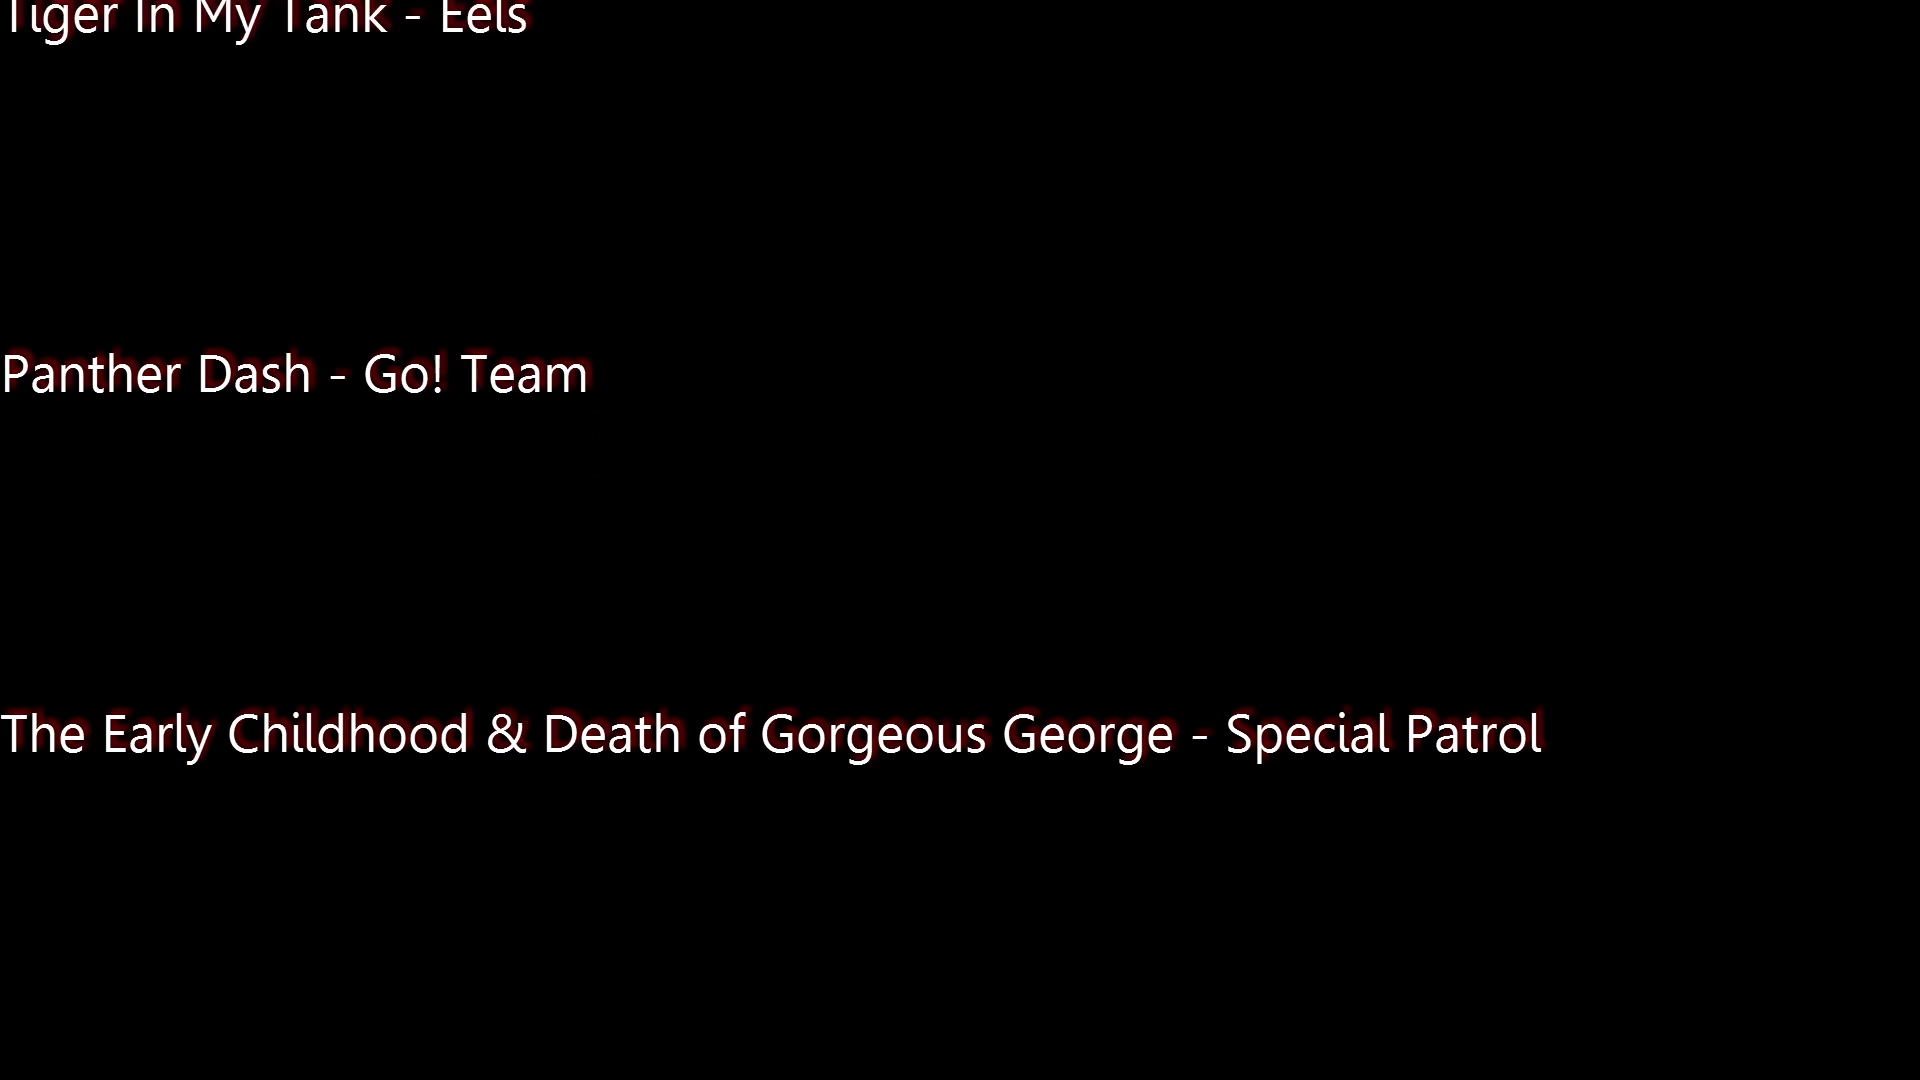 Tiger In My Tank - Eels
Panther Dash - Go! Team
The Early Childhood & Death of Gorgeous George - Special Patrol